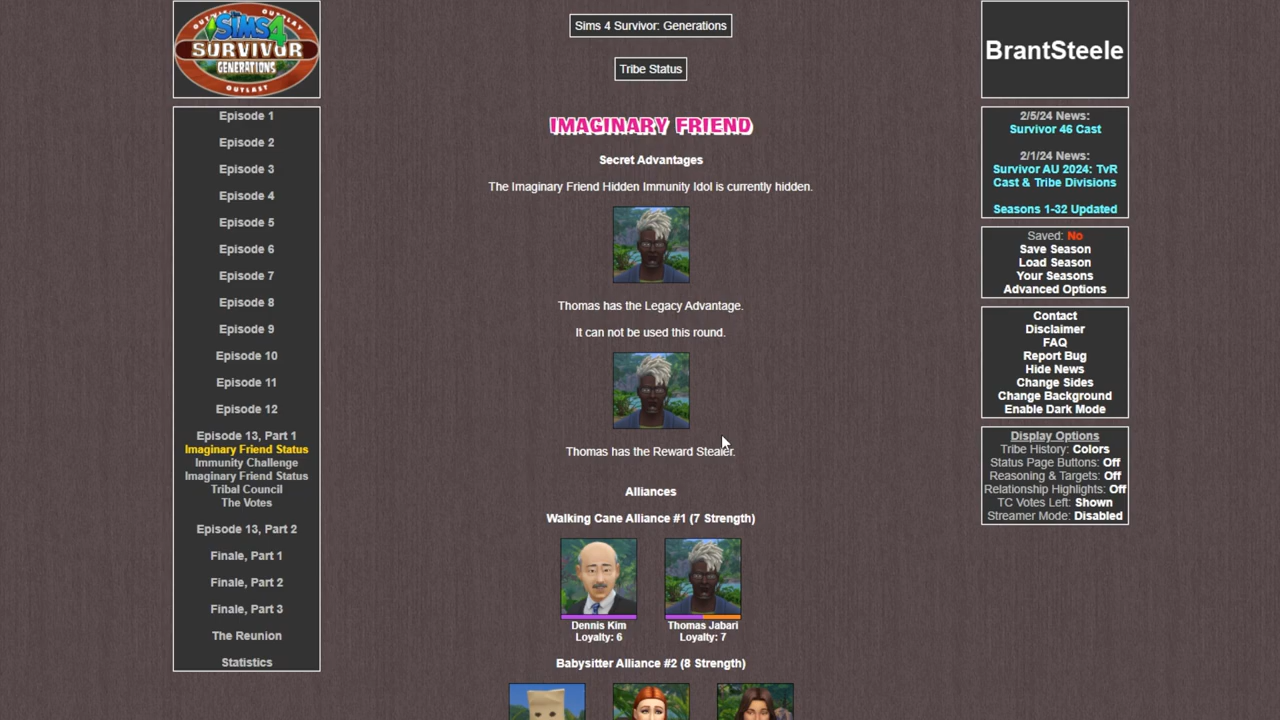 OUTWIT OUTPLAY
THE SIMS 4
SURVIVOR
GENERATIONS
OUTLAST
Episode 1
Episode 2
Episode 3
Episode 4
Episode 5
Episode 6
Episode 7
Episode 8
Episode 9
Episode 10
Episode 11
Episode 12
Episode 13, Part 1
Imaginary Friend Status
Immunity Challenge
Imaginary Friend Status
Tribal Council
The Votes
Episode 13, Part 2
Finale, Part 1
Finale, Part 2
Finale, Part 3
The Reunion
Statistics
Sims 4 Survivor: Generations
Tribe Status
IMAGINARY FRIEND
Secret Advantages
The Imaginary Friend Hidden Immunity Idol is currently hidden.
Thomas has the Legacy Advantage.
It can not be used this round.
Thomas has the Reward Stealer.
Alliances
Walking Cane Alliance #1 (7 Strength)
Dennis Kim
Loyalty: 6
Thomas Jabari
Loyalty: 7
Babysitter Alliance #2 (8 Strength)
BrantSteele
2/5/24 News:
Survivor 46 Cast
2/1/24 News:
Survivor AU 2024: TvR
Cast & Tribe Divisions
Seasons 1-32 Updated
Saved: No
Save Season
Load Season
Your Seasons
Advanced Options
Contact
Disclaimer
FAQ
Report Bug
Hide News
Change Sides
Change Background
Enable Dark Mode
Display Options
Tribe History: Colors
Status Page Buttons: Off
Reasoning & Targets: Off
Relationship Highlights: Off
TC Votes Left: Shown
Streamer Mode: Disabled